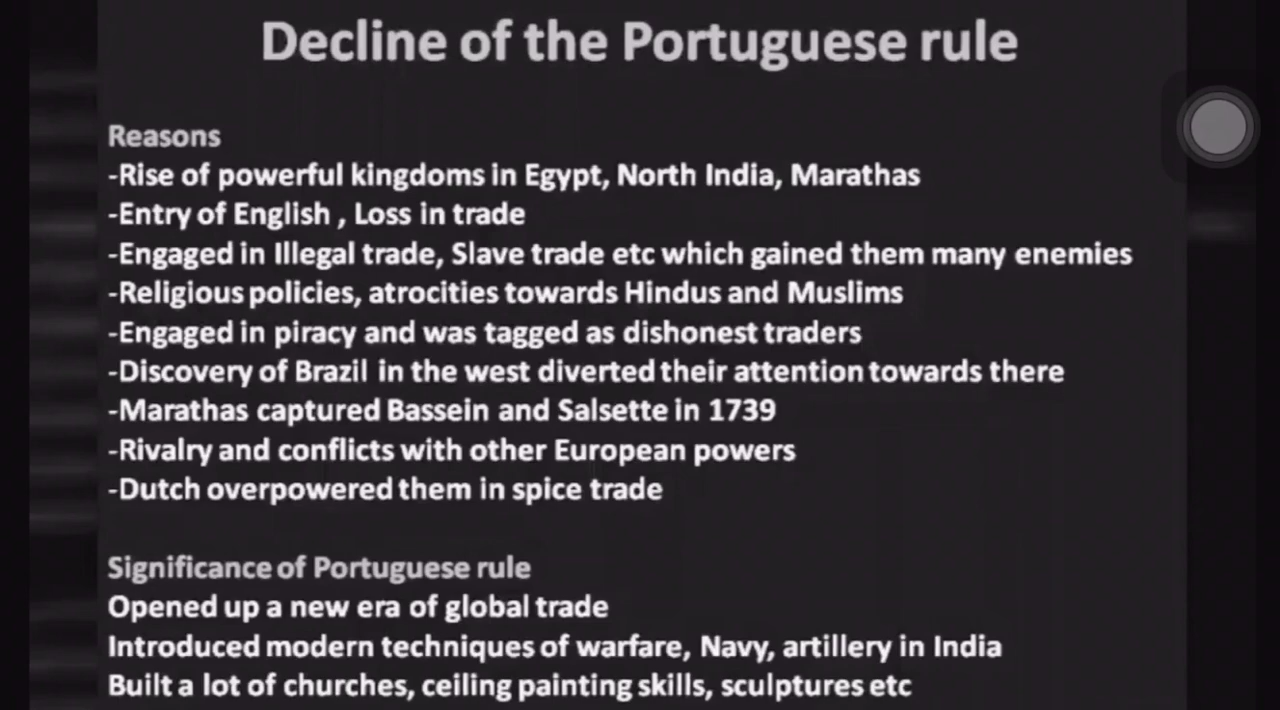 Decline of the Portuguese rule
Reasons
-Rise of powerful kingdoms in Egypt, North India, Marathas
-Entry of English , Loss in trade
-Engaged in Illegal trade, Slave trade etc which gained them many enemies
-Religious policies, atrocities towards Hindus and Muslims
-Engaged in piracy and was tagged as dishonest traders
-Discovery of Brazil in the west diverted their attention towards there
-Marathas captured Bassein and Salsette in 1739
-Rivalry and conflicts with other European powers
-Dutch overpowered them in spice trade
Significance of Portuguese rule
Opened up a new era of global trade
Introduced modern techniques of warfare, Navy, artillery in India
Built a lot of churches, ceiling painting skills, sculptures etc